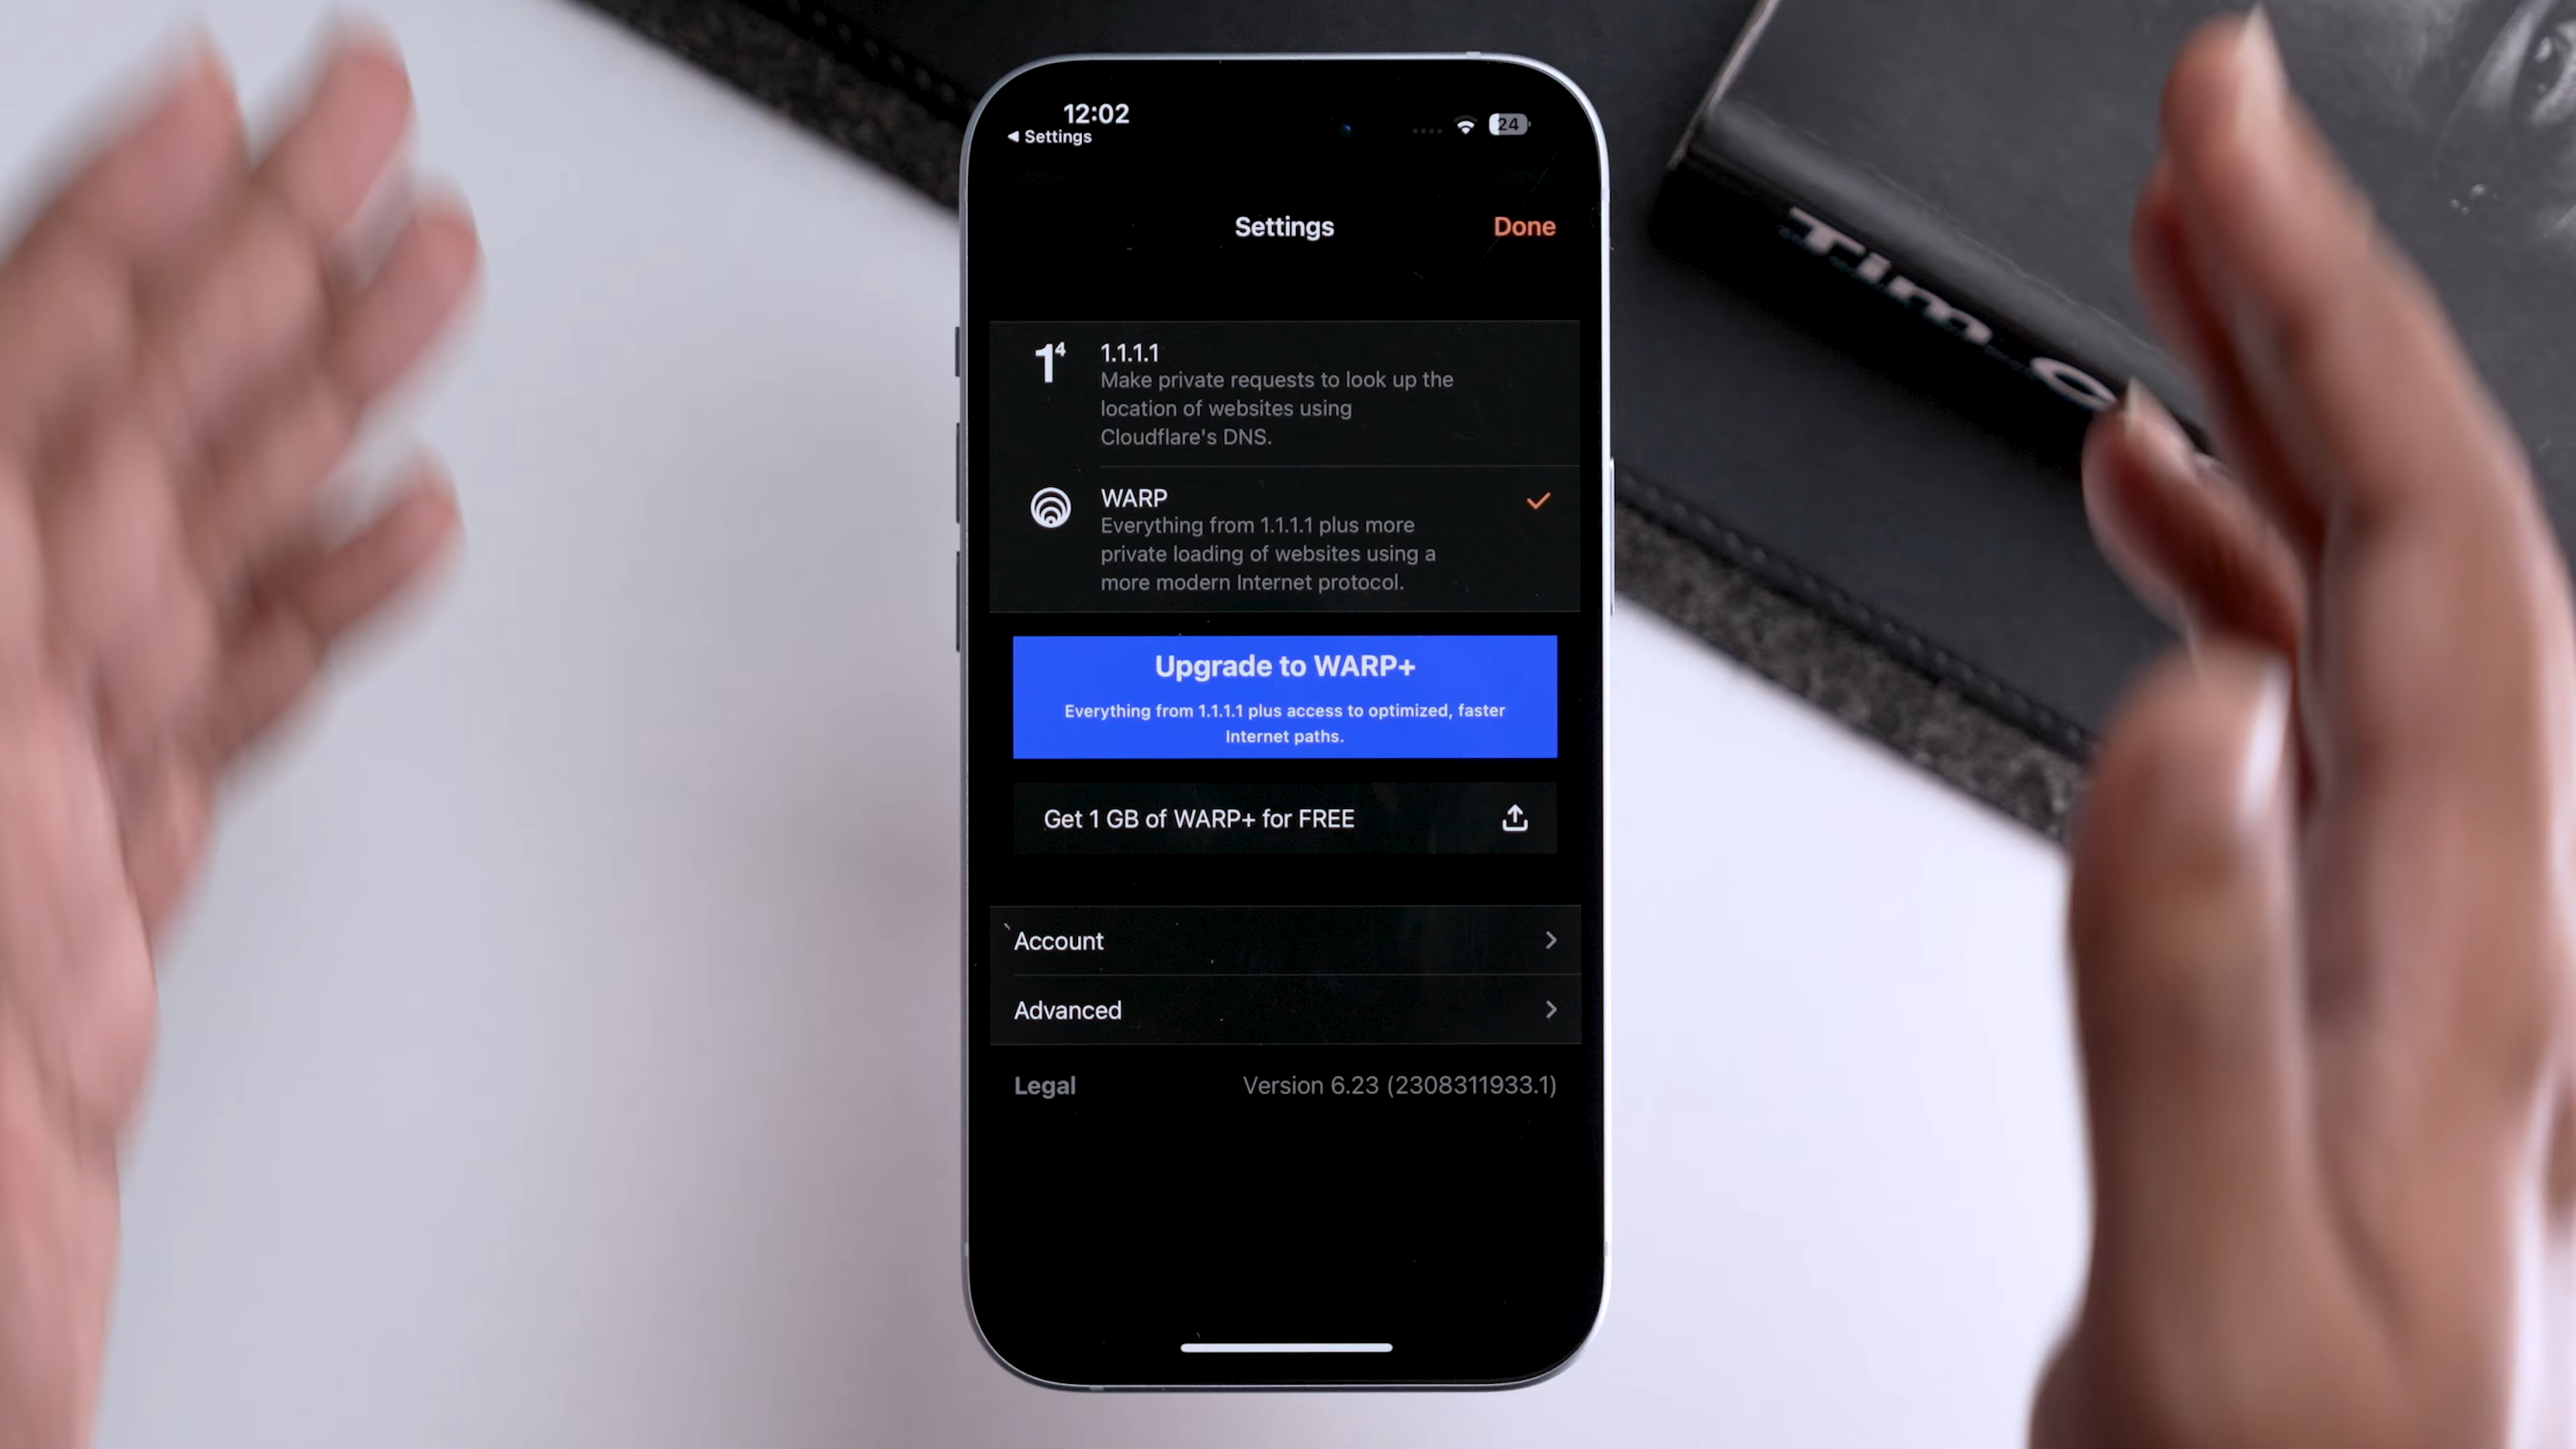 12:02
24
◀ Settings
Settings
Done
1⁴
1.1.1.1
Make private requests to look up the
location of websites using
Cloudflare's DNS.
WARP
Everything from 1.1.1.1 plus more
private loading of websites using a
more modern Internet protocol.
Upgrade to WARP+
Everything from 1.1.1.1 plus access to optimized, faster
Internet paths.
Get 1 GB of WARP+ for FREE
Account
Advanced
Legal
Version 6.23 (2308311933.1)
Tim